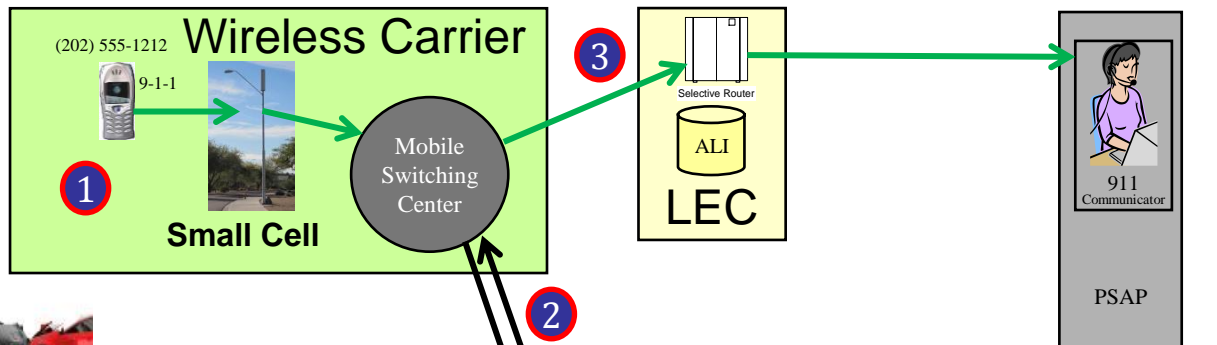 Wireless Carrier
(202) 555-1212
9-1-1
1
Small Cell
Mobile
Switching
Center
2
3
Selective Router
ALI
LEC
911
Communicator
PSAP